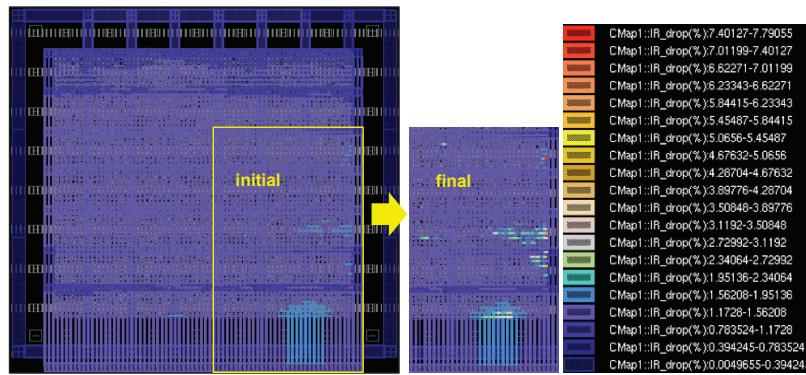 initial
final
CMap1::IR_drop(%):7.40127-7.79055
CMap1::IR_drop(%):7.01199-7.40127
CMap1::IR_drop(%):6.62271-7.01199
CMap1::IR_drop(%):6.23343-6.62271
CMap1::IR_drop(%):5.84415-6.23343
CMap1::IR_drop(%):5.45487-5.84415
CMap1::IR_drop(%):5.0656-5.45487
CMap1::IR_drop(%):4.67632-5.0656
CMap1::IR_drop(%):4.28704-4.67632
CMap1::IR_drop(%):3.89776-4.28704
CMap1::IR_drop(%):3.50848-3.89776
CMap1::IR_drop(%):3.1192-3.50848
CMap1::IR_drop(%):2.72992-3.1192
CMap1::IR_drop(%):2.34064-2.72992
CMap1::IR_drop(%):1.95136-2.34064
CMap1::IR_drop(%):1.56208-1.95136
CMap1::IR_drop(%):1.1728-1.56208
CMap1::IR_drop(%):0.783524-1.1728
CMap1::IR_drop(%):0.394245-0.783524
CMap1::IR_drop(%):0.0049655-0.39424